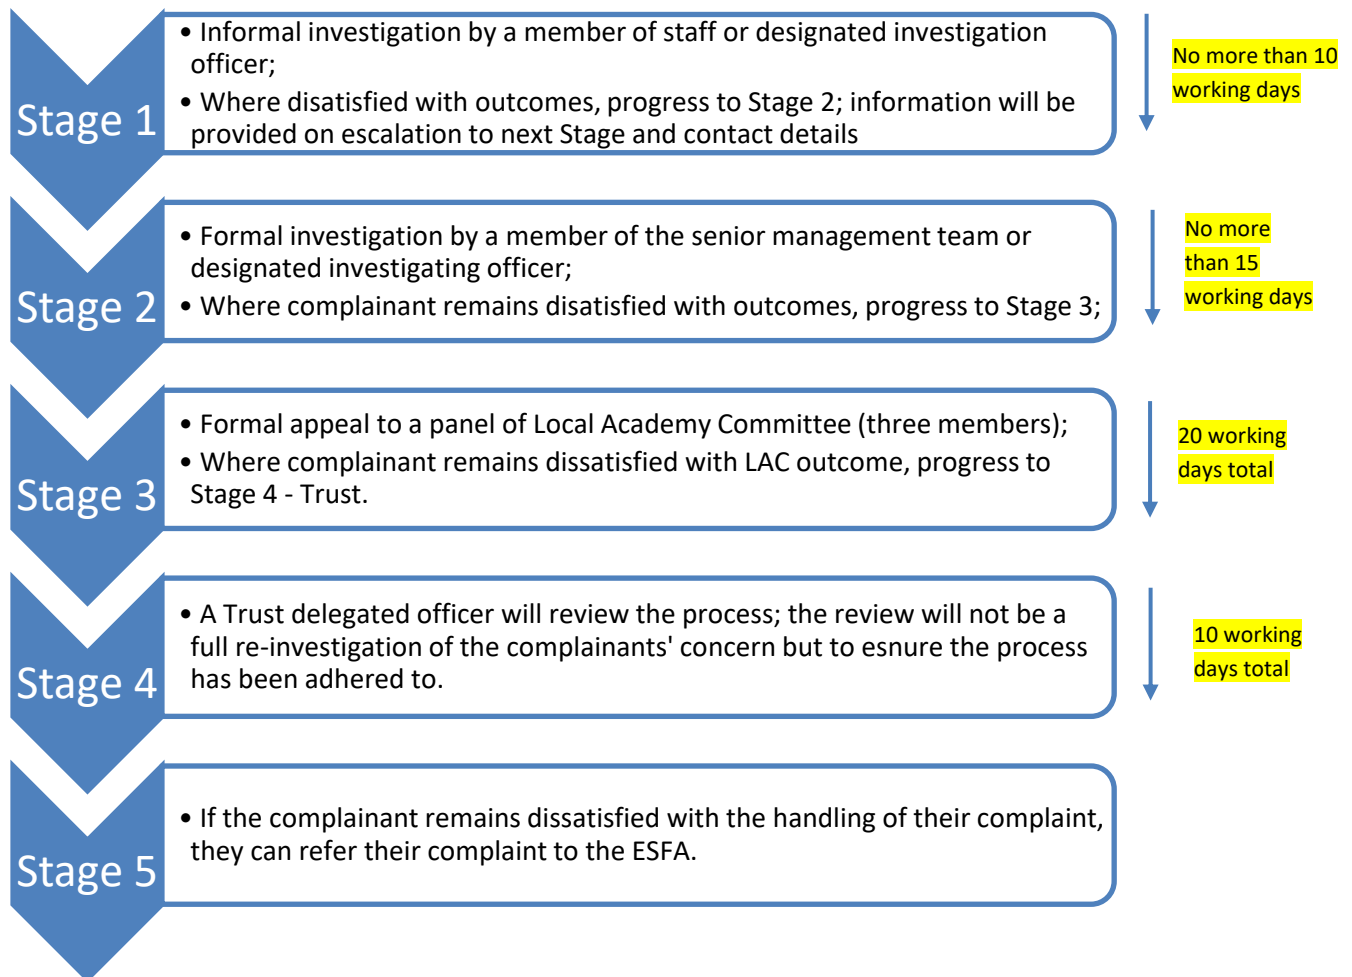 Stage 1
• Informal investigation by a member of staff or designated investigation
officer;
• Where disatisfied with outcomes, progress to Stage 2; information will be
provided on escalation to next Stage and contact details
No more than 10
working days
Stage 2
• Formal investigation by a member of the senior management team or
designated investigating officer;
• Where complainant remains disatisfied with outcomes, progress to Stage 3;
No more
than 15
working days
Stage 3
• Formal appeal to a panel of Local Academy Committee (three members);
• Where complainant remains dissatisfied with LAC outcome, progress to
Stage 4 - Trust.
20 working
days total
Stage 4
• A Trust delegated officer will review the process; the review will not be a
full re-investigation of the complainants' concern but to esnure the process
has been adhered to.
10 working
days total
Stage 5
• If the complainant remains dissatisfied with the handling of their complaint,
they can refer their complaint to the ESFA.